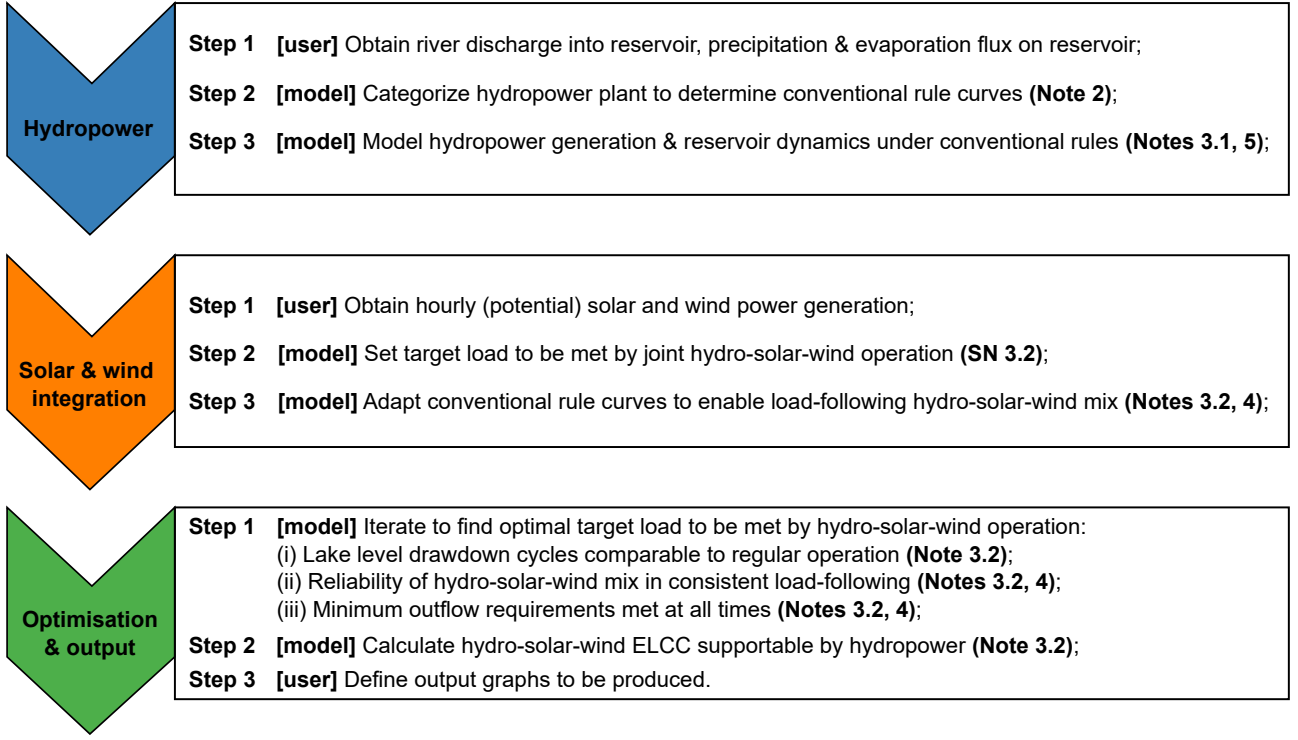 Hydropower
Step 1 [user] Obtain river discharge into reservoir, precipitation & evaporation flux on reservoir;
Step 2 [model] Categorize hydropower plant to determine conventional rule curves (Note 2);
Step 3 [model] Model hydropower generation & reservoir dynamics under conventional rules (Notes 3.1, 5);
Solar & wind
integration
Step 1 [user] Obtain hourly (potential) solar and wind power generation;
Step 2 [model] Set target load to be met by joint hydro-solar-wind operation (SN 3.2);
Step 3 [model] Adapt conventional rule curves to enable load-following hydro-solar-wind mix (Notes 3.2, 4);
Optimisation
& output
Step 1 [model] Iterate to find optimal target load to be met by hydro-solar-wind operation:
(i) Lake level drawdown cycles comparable to regular operation (Note 3.2);
(ii) Reliability of hydro-solar-wind mix in consistent load-following (Notes 3.2, 4);
(iii) Minimum outflow requirements met at all times (Notes 3.2, 4);
Step 2 [model] Calculate hydro-solar-wind ELCC supportable by hydropower (Note 3.2);
Step 3 [user] Define output graphs to be produced.